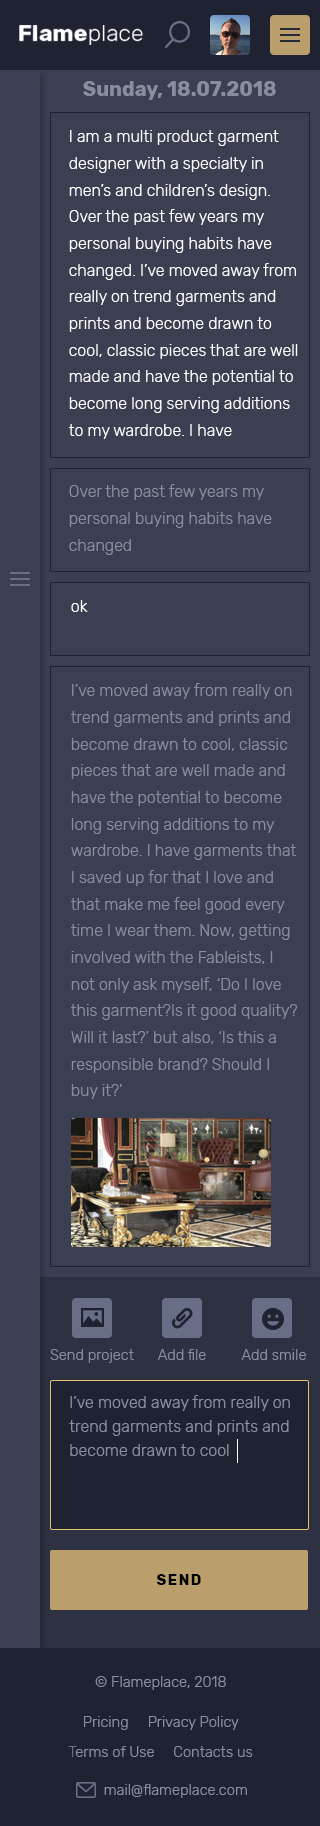 Flameplace
Sunday, 18.07.2018
I am a multi product garment
designer with a specialty in
men’s and children’s design.
Over the past few years my
personal buying habits have
changed. I’ve moved away from
really on trend garments and
prints and become drawn to
cool, classic pieces that are well
made and have the potential to
become long serving additions
to my wardrobe. I have
Over the past few years my
personal buying habits have
changed
ok
I’ve moved away from really on
trend garments and prints and
become drawn to cool, classic
pieces that are well made and
have the potential to become
long serving additions to my
wardrobe. I have garments that
I saved up for that I love and
that make me feel good every
time I wear them. Now, getting
involved with the Fableists, I
not only ask myself, ‘Do I love
this garment?Is it good quality?
Will it last?’ but also, ‘Is this a
responsible brand? Should I
buy it?’
Send project Add file Add smile
I’ve moved away from really on
trend garments and prints and
become drawn to cool
SEND
© Flameplace, 2018
Pricing Privacy Policy
Terms of Use Contacts us
mail@flameplace.com